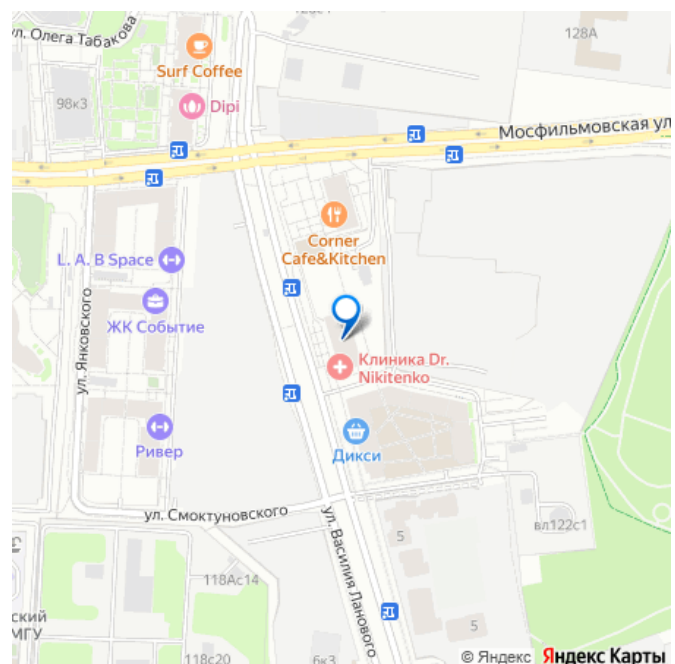 128с1
ул. Олега Табакова
128А
Surf Coffee
98к3
Dipi
Мосфильмовская ул
Corner
Cafe&Kitchen
L. A. B Space
ЖК Событие
ул. Янковского
Клиника Dr.
Nikitenko
Дикси
Ривер
ул. Смоктуновского
ул. Василия Ланового
вл122с1
5
118Ас14
ский
МГУ
5
118с20
6к3
© Яндекс Яндекс Карты